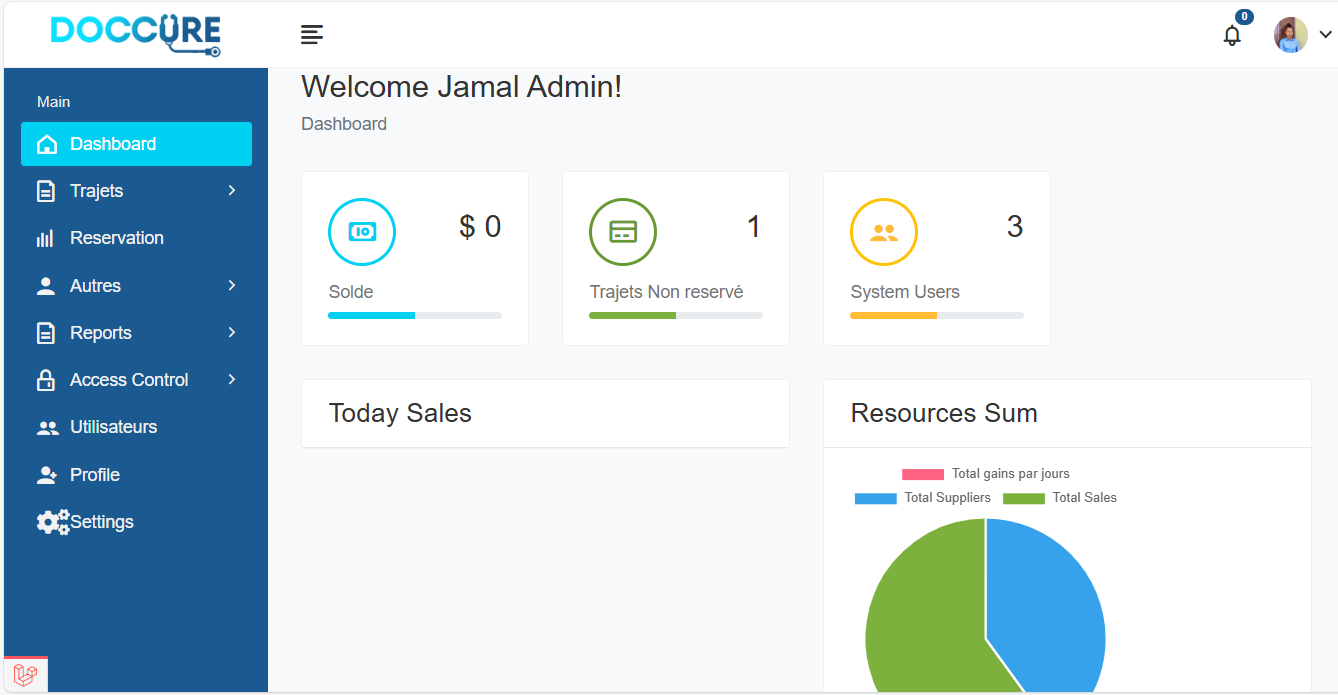 DOCCURE
0
Main
Dashboard
Trajets
Reservation
Autres
Reports
Access Control
Utilisateurs
Profile
Settings
Welcome Jamal Admin!
Dashboard
$ 0
Solde
1
Trajets Non reservé
3
System Users
Today Sales
Resources Sum
Total gains par jours
Total Suppliers Total Sales